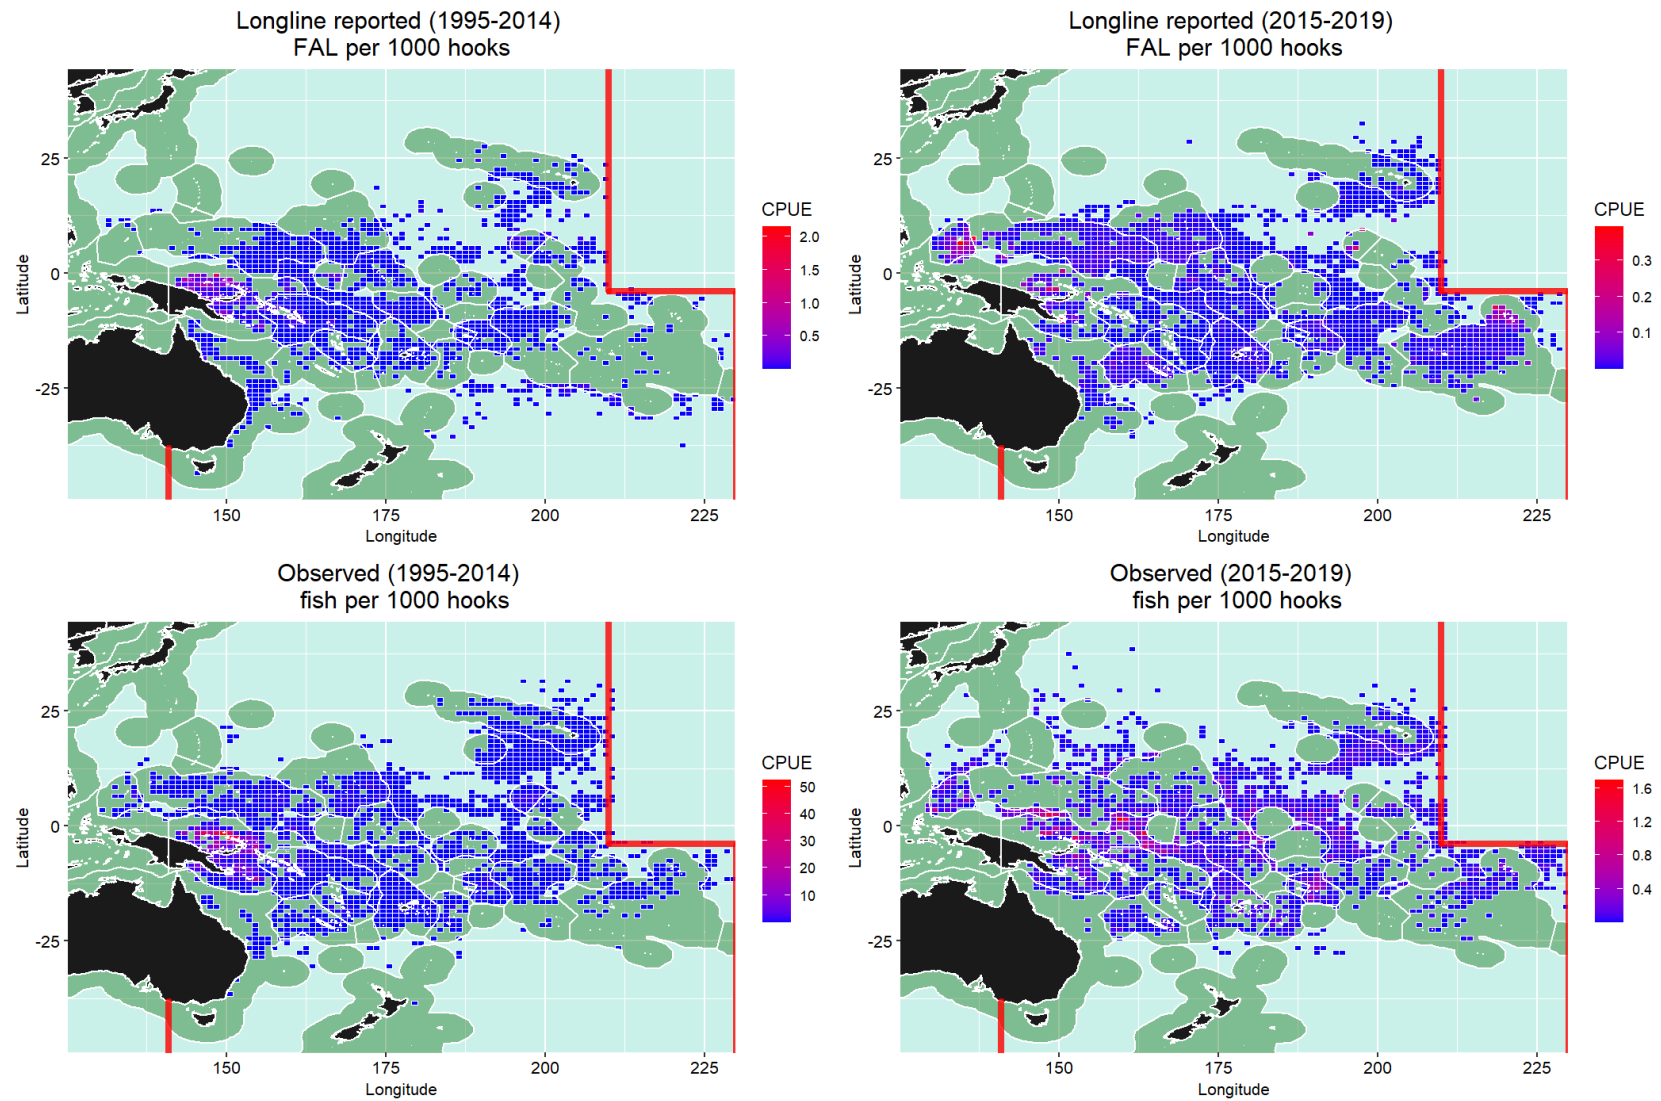 Longline reported (1995-2014)
FAL per 1000 hooks
Latitude
25
0
-25
150
175
200
225
Longitude
CPUE
2.0
1.5
1.0
0.5
Longline reported (2015-2019)
FAL per 1000 hooks
Latitude
25
0
-25
150
175
200
225
Longitude
CPUE
0.3
0.2
0.1
Observed (1995-2014)
fish per 1000 hooks
Latitude
25
0
-25
150
175
200
225
Longitude
CPUE
50
40
30
20
10
Observed (2015-2019)
fish per 1000 hooks
Latitude
25
0
-25
150
175
200
225
Longitude
CPUE
1.6
1.2
0.8
0.4